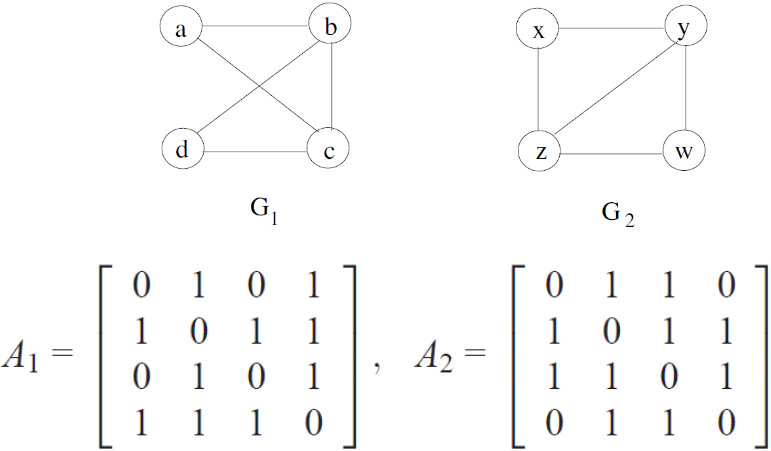 a b x y
d c z w
G₁ G₂
A₁ = [ 0 1 0 1 ] , A₂ = [ 0 1 1 0 ]
1 0 1 1 1 0 1 1
0 1 0 1 1 1 0 1
1 1 1 0 0 1 1 0